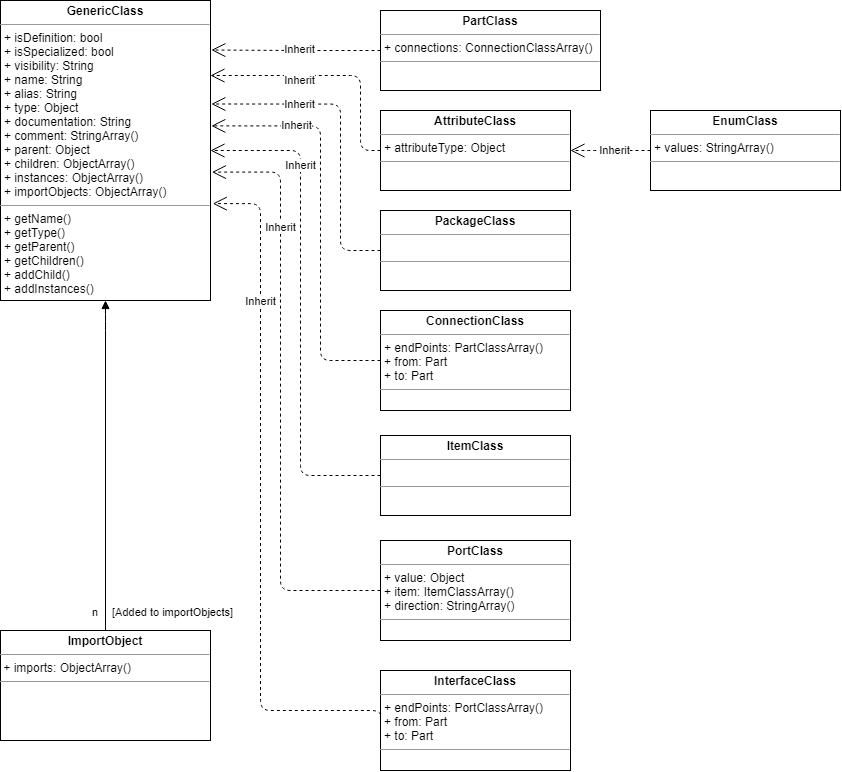 GenericClass
+ isDefinition: bool
+ isSpecialized: bool
+ visibility: String
+ name: String
+ alias: String
+ type: Object
+ documentation: String
+ comment: StringArray()
+ parent: Object
+ children: ObjectArray()
+ instances: ObjectArray()
+ importObjects: ObjectArray()
+ getName()
+ getType()
+ getParent()
+ getChildren()
+ addChild()
+ addInstances()
Inherit
Inherit
Inherit
Inherit
Inherit
Inherit
Inherit
PartClass
+ connections: ConnectionClassArray()
AttributeClass
+ attributeType: Object
Inherit
EnumClass
+ values: StringArray()
PackageClass
ConnectionClass
+ endPoints: PartClassArray()
+ from: Part
+ to: Part
ItemClass
PortClass
+ value: Object
+ item: ItemClassArray()
+ direction: StringArray()
n [Added to importObjects]
ImportObject
+ imports: ObjectArray()
InterfaceClass
+ endPoints: PortClassArray()
+ from: Part
+ to: Part